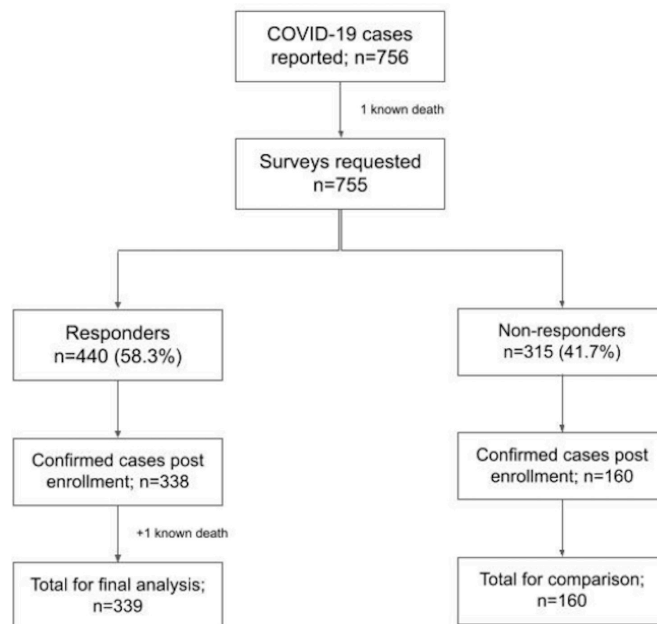 COVID-19 cases
reported; n=756
1 known death
Surveys requested
n=755
Responders
n=440 (58.3%)
Non-responders
n=315 (41.7%)
Confirmed cases post
enrollment; n=338
Confirmed cases post
enrollment; n=160
+1 known death
Total for final analysis;
n=339
Total for comparison;
n=160